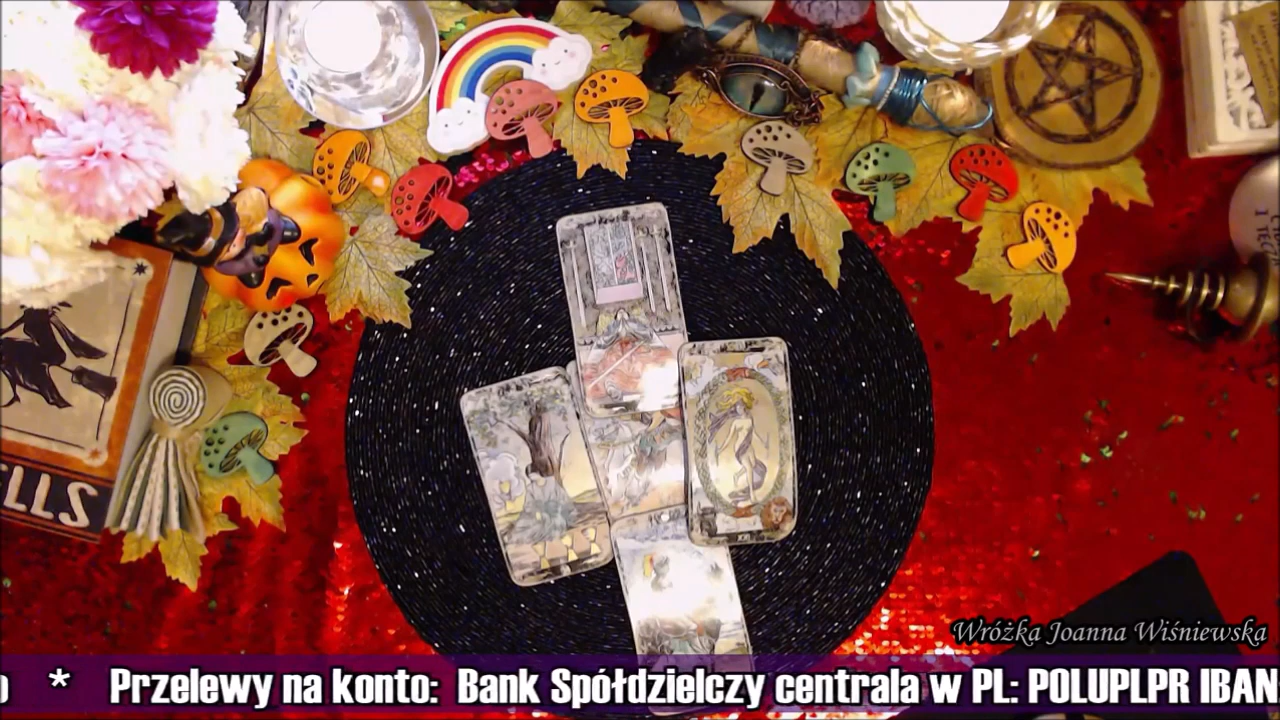 ELLS
Wróżka Joanna Wiśniewska
* Przelewy na konto: Bank Spółdzielczy centrala w PL: POLUPLPR IBAN